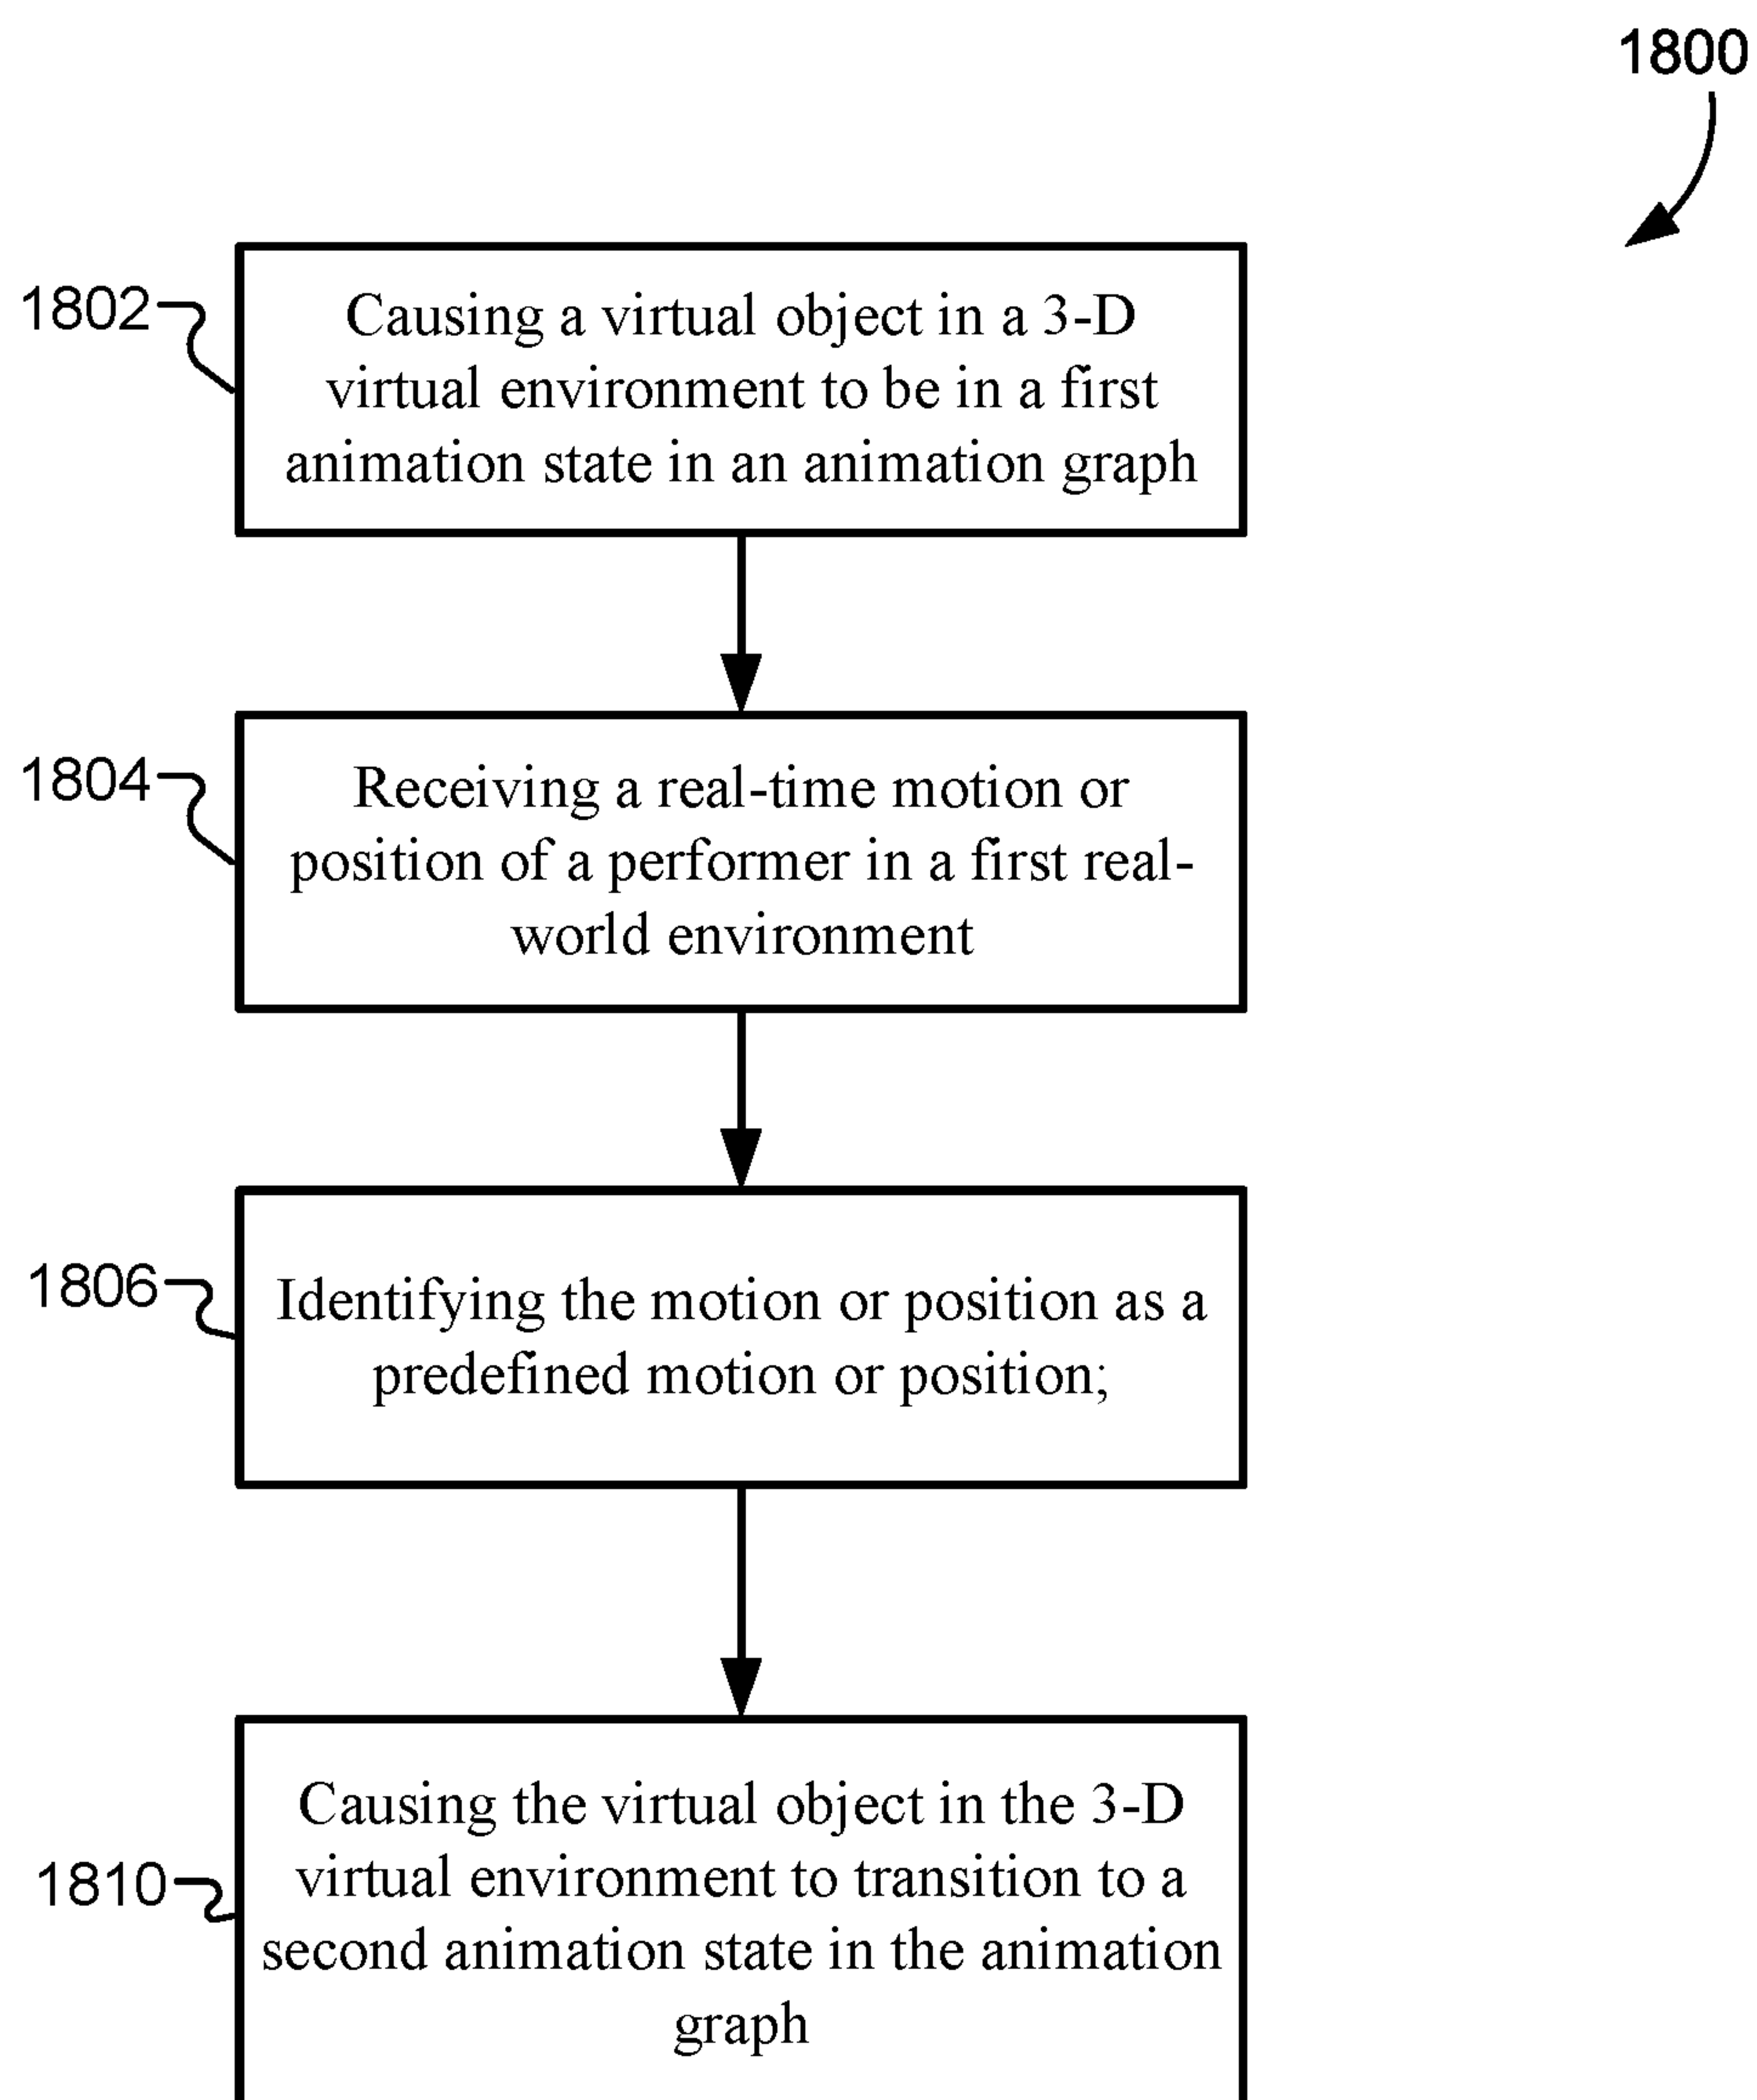 1800
1802
Causing a virtual object in a 3-D
virtual environment to be in a first
animation state in an animation graph
1804
Receiving a real-time motion or
position of a performer in a first real-
world environment
1806
Identifying the motion or position as a
predefined motion or position;
1810
Causing the virtual object in the 3-D
virtual environment to transition to a
second animation state in the animation
graph